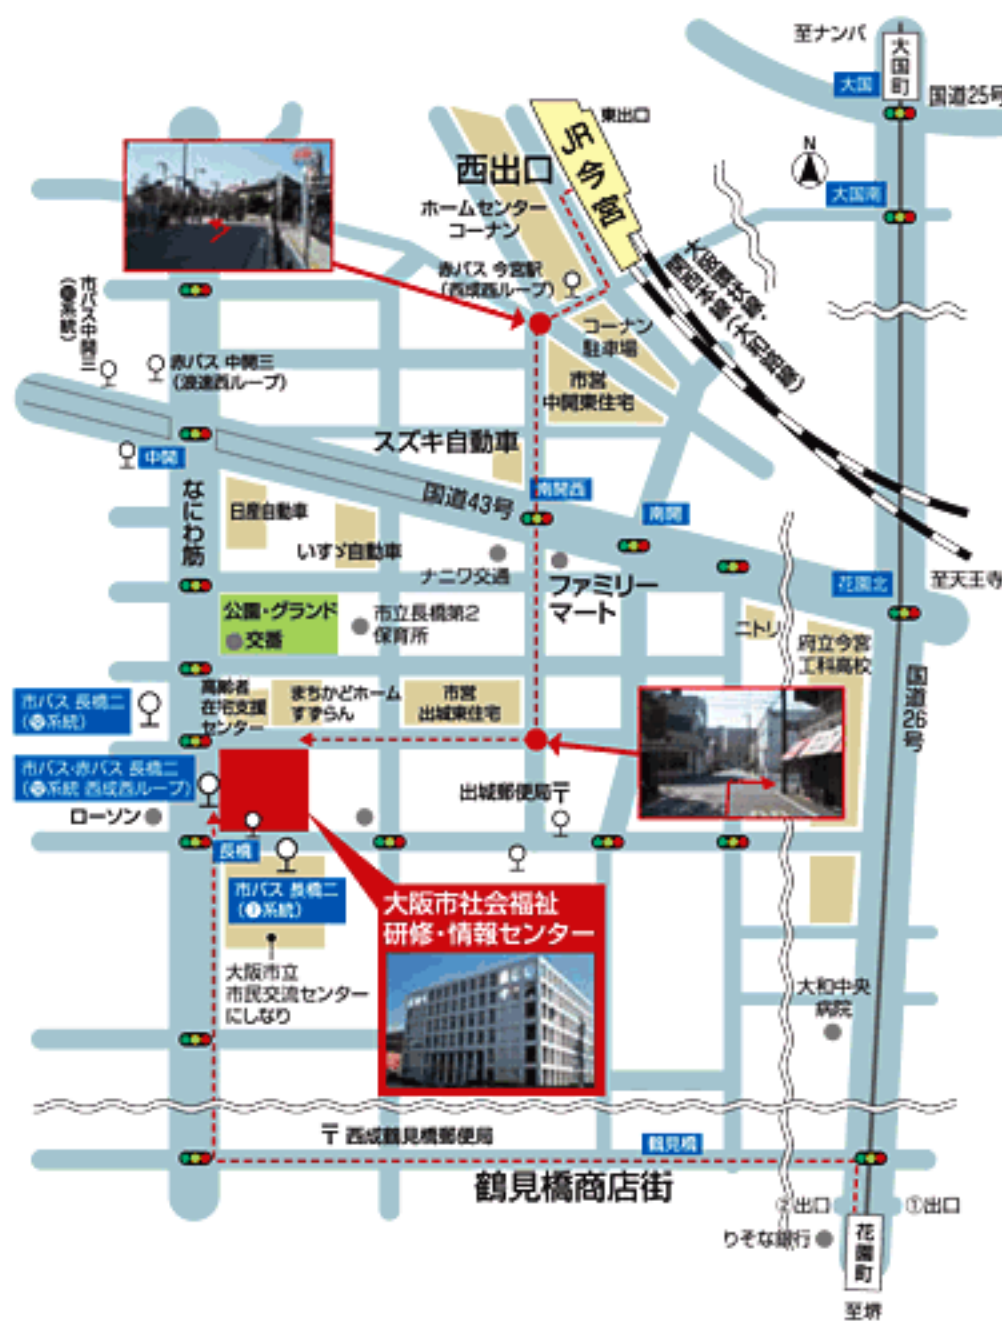 至ナンバ
大国町
大国
国道25号
東出口
JR今宮
西出口
N
ホームセンター
コーナン
大国南
赤バス 今宮駅
(西成西ループ)
市バス中開三
赤バス 中開三
(浪速西ループ)
コーナン
駐車場
市営
中開東住宅
スズキ自動車
中開
国道43号
南開西
南開
なにわ筋
日産自動車
いすゞ自動車
ナニワ交通
ファミリー
マート
花園北
至天王寺
公園・グランド
交番
市立長橋第2
保育所
ニトリ
府立今宮
工科高校
国道26号
高齢者
在宅支援
センター
まちかどホーム
すずらん
市営
出城東住宅
市バス 長橋二
市バス・赤バス 長橋二
系統 西成西ループ)
ローソン
出城郵便局〒
長橋
市バス 長橋二
(❶系統)
大阪市社会福祉
研修・情報センター
大阪市立
市民交流センター
にしなり
大和中央
病院
〒西成鶴見橋郵便局
鶴見橋
鶴見橋商店街
②出口
①出口
りそな銀行
花園町
至堺